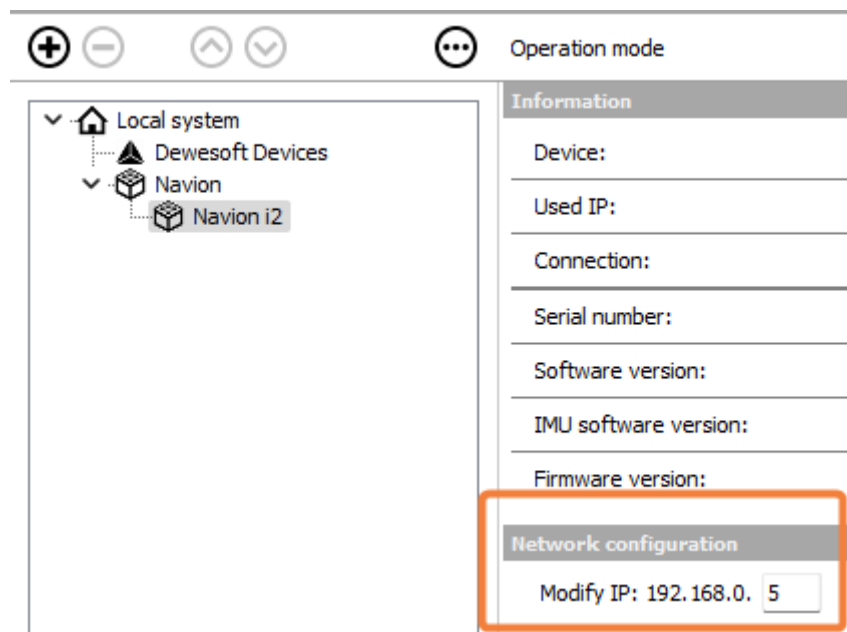 Operation mode
Local system
Dewesoft Devices
Navion
Navion i2
Information
Device:
Used IP:
Connection:
Serial number:
Software version:
IMU software version:
Firmware version:
Network configuration
Modify IP: 192.168.0. 5